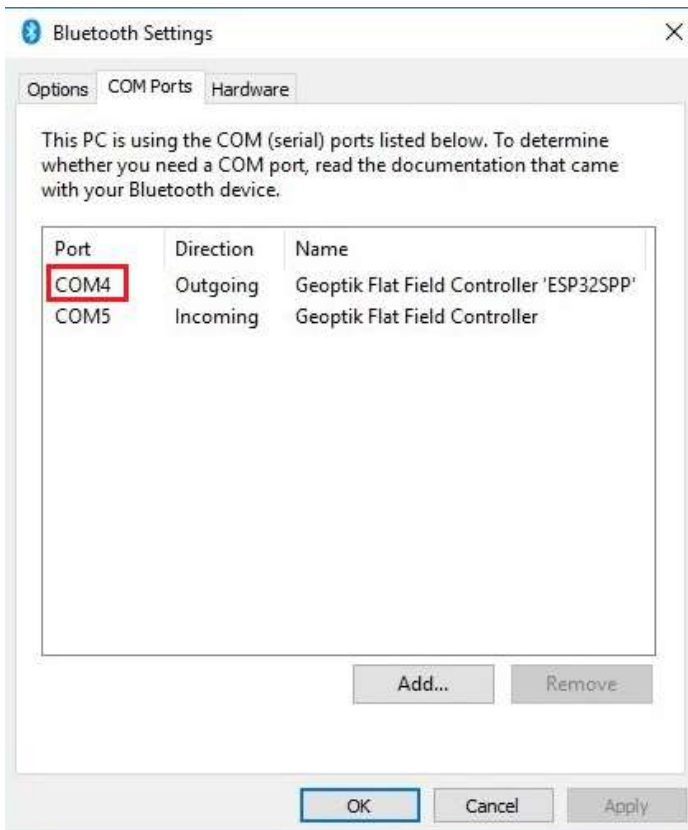 Bluetooth Settings
Options COM Ports Hardware
This PC is using the COM (serial) ports listed below. To determine
whether you need a COM port, read the documentation that came
with your Bluetooth device.
Port Direction Name
COM4 Outgoing Geoptik Flat Field Controller 'ESP32SPP'
COM5 Incoming Geoptik Flat Field Controller
Add... Remove
OK Cancel Apply